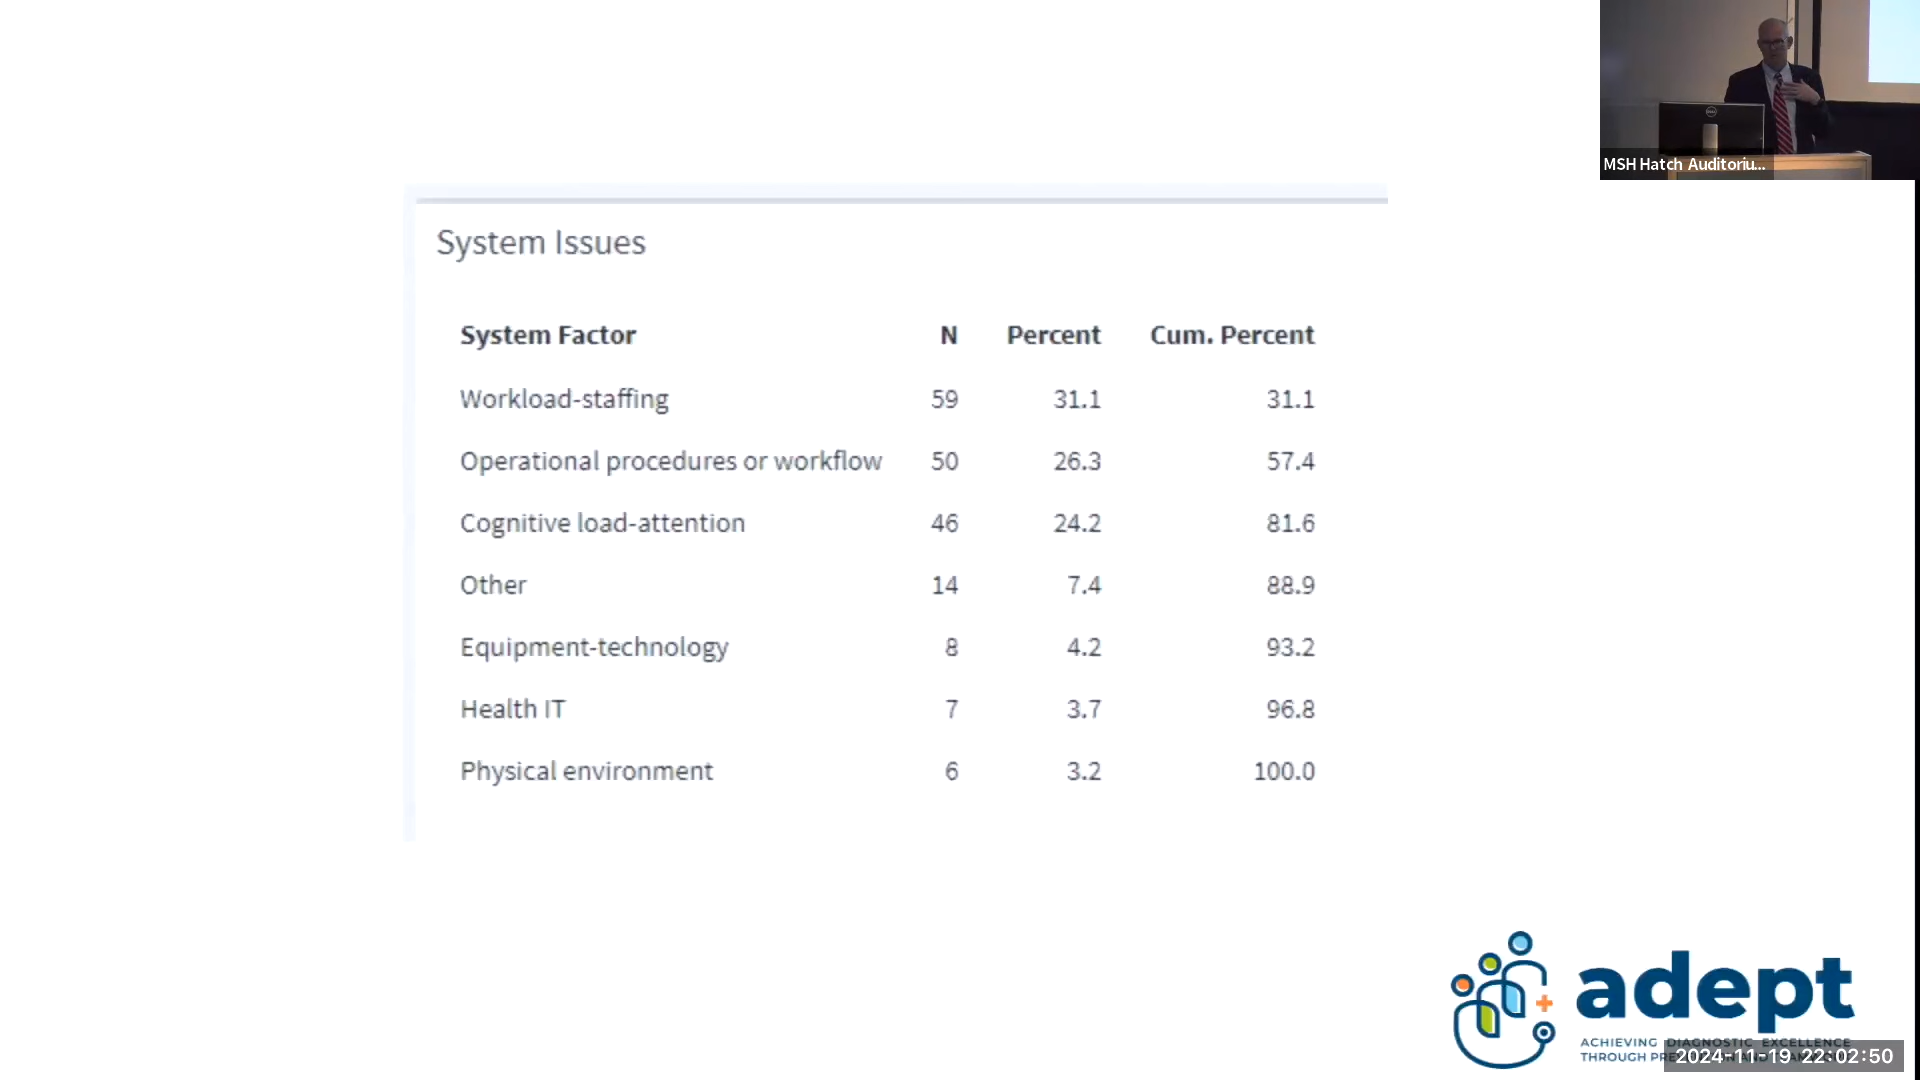 MSH Hatch Auditoriu...
System Issues
System Factor N Percent Cum. Percent
Workload-staffing 59 31.1 31.1
Operational procedures or workflow 50 26.3 57.4
Cognitive load-attention 46 24.2 81.6
Other 14 7.4 88.9
Equipment-technology 8 4.2 93.2
Health IT 7 3.7 96.8
Physical environment 6 3.2 100.0
adept
ACHIEVING DIAGNOSTIC EXCELLENCE
THROUGH
2024-11-19 22:02:50